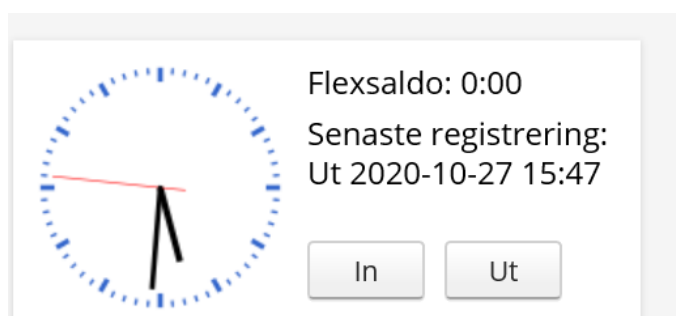 Flexsaldo: 0:00
Senaste registrering:
Ut 2020-10-27 15:47
In
Ut